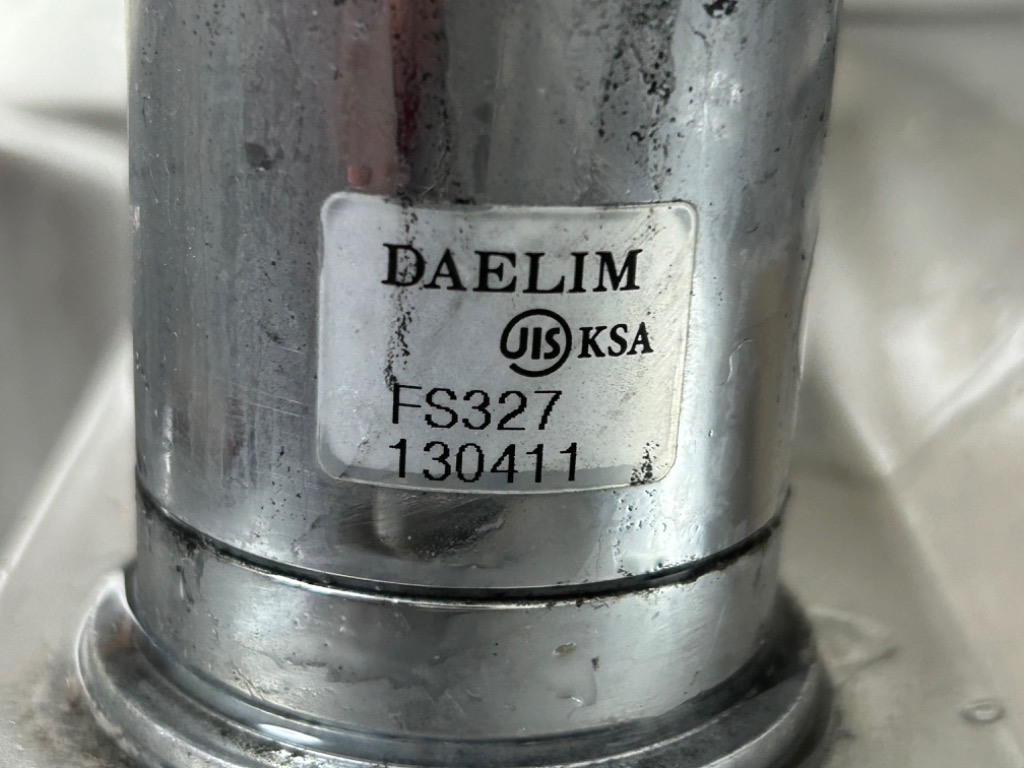 DAELIM
JIS KSA
FS327
130411